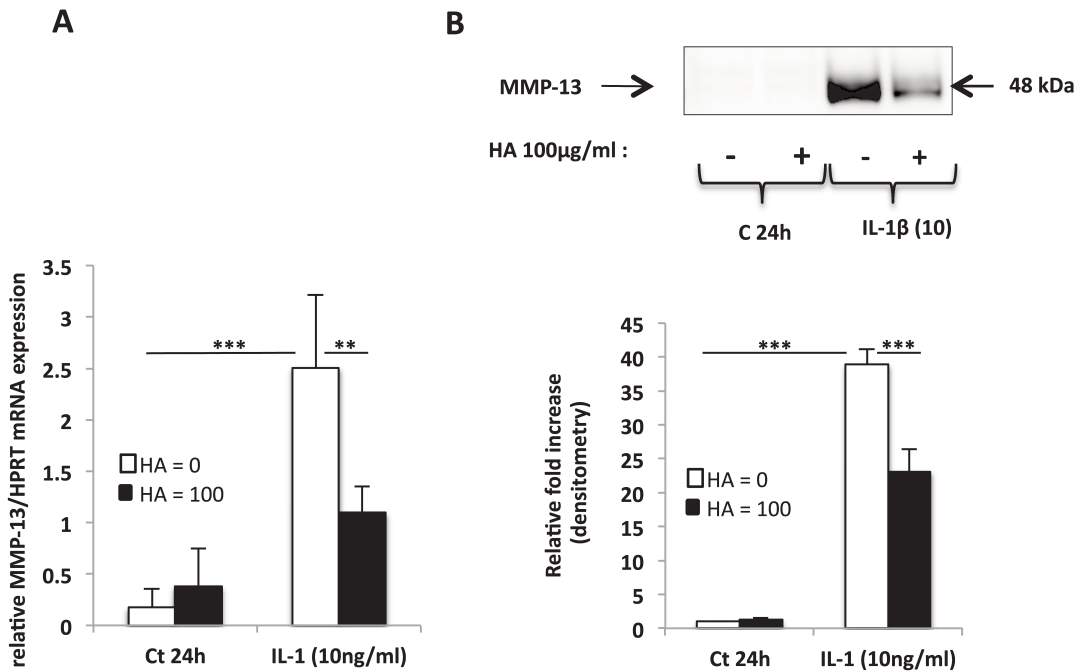 A
relative MMP-13/HPRT mRNA expression
3.5
3
2.5
2
1.5
1
0.5
0
*** **
HA = 0
HA = 100
Ct 24h IL-1 (10ng/ml)
B
MMP-13 48 kDa
HA 100µg/ml : - + - +
C 24h IL-1β (10)
Relative fold increase
(densitometry)
45
40
35
30
25
20
15
10
5
0
*** ***
HA = 0
HA = 100
Ct 24h IL-1 (10ng/ml)